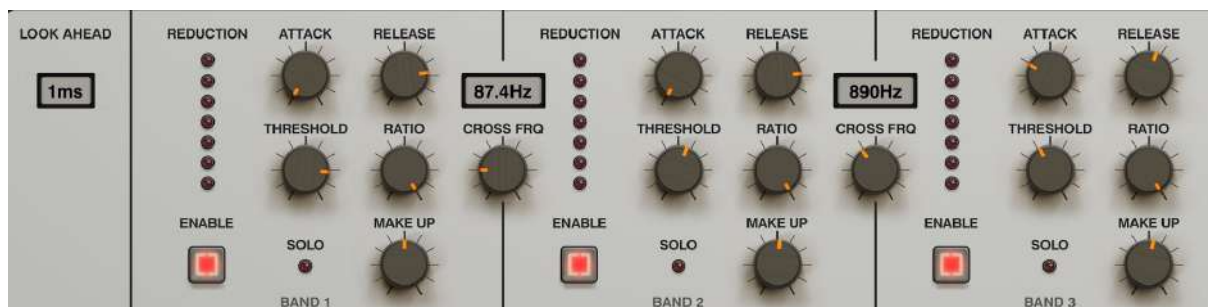 LOOK AHEAD
1ms
REDUCTION
ATTACK
RELEASE
THRESHOLD
RATIO
ENABLE
SOLO
MAKE UP
BAND 1
87.4Hz
CROSS FRQ
REDUCTION
ATTACK
RELEASE
THRESHOLD
RATIO
ENABLE
SOLO
MAKE UP
BAND 2
890Hz
CROSS FRQ
REDUCTION
ATTACK
RELEASE
THRESHOLD
RATIO
ENABLE
SOLO
MAKE UP
BAND 3